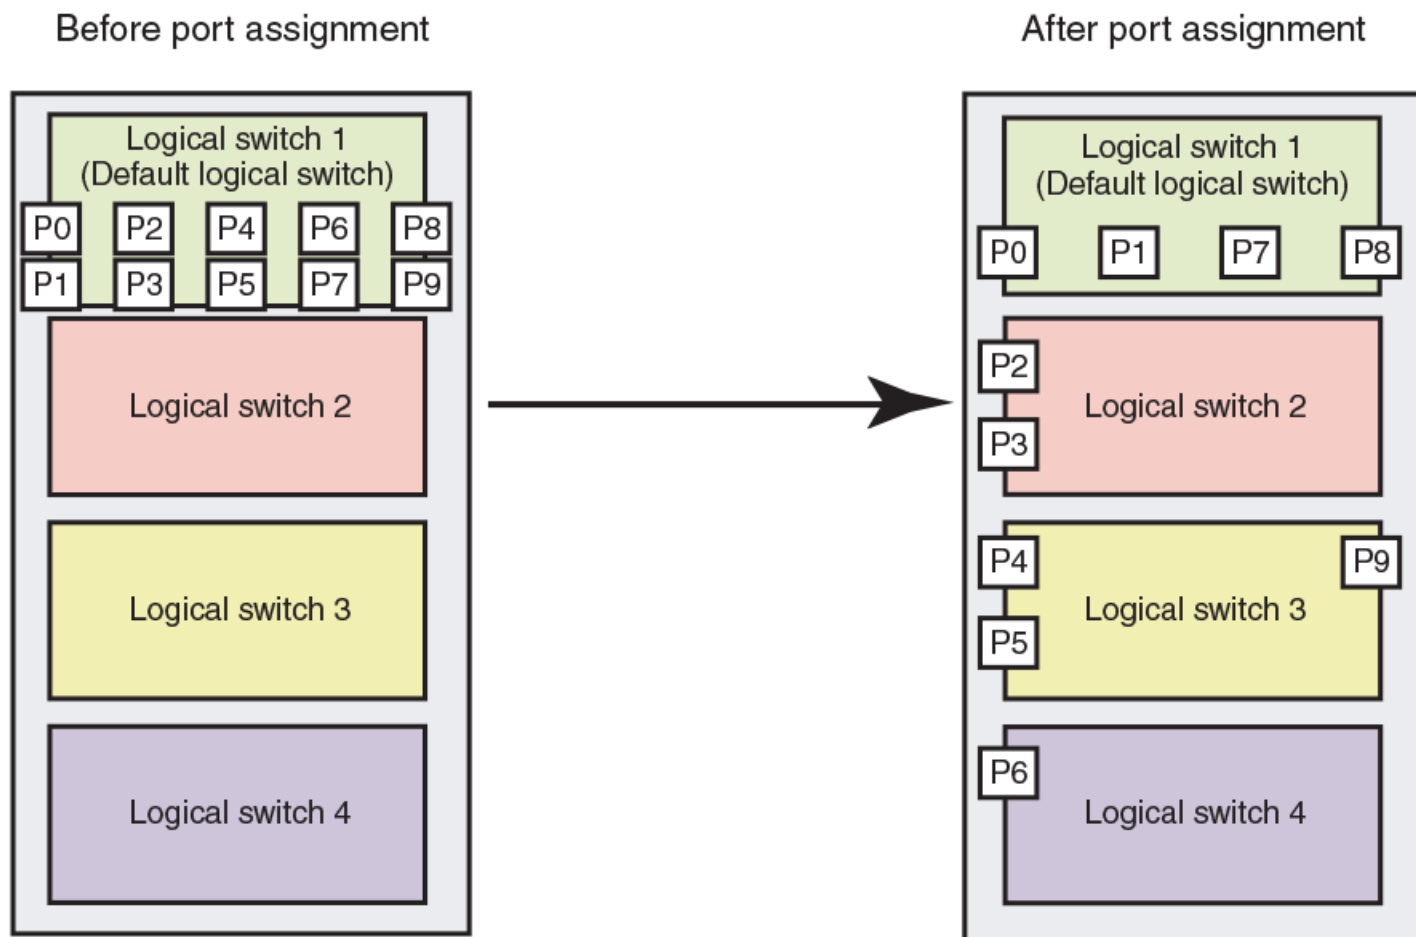 Before port assignment
Logical switch 1
(Default logical switch)
P0 P2 P4 P6 P8
P1 P3 P5 P7 P9
Logical switch 2
Logical switch 3
Logical switch 4
After port assignment
Logical switch 1
(Default logical switch)
P0 P1 P7 P8
P2
Logical switch 2
P3
P4 P9
Logical switch 3
P5
P6
Logical switch 4